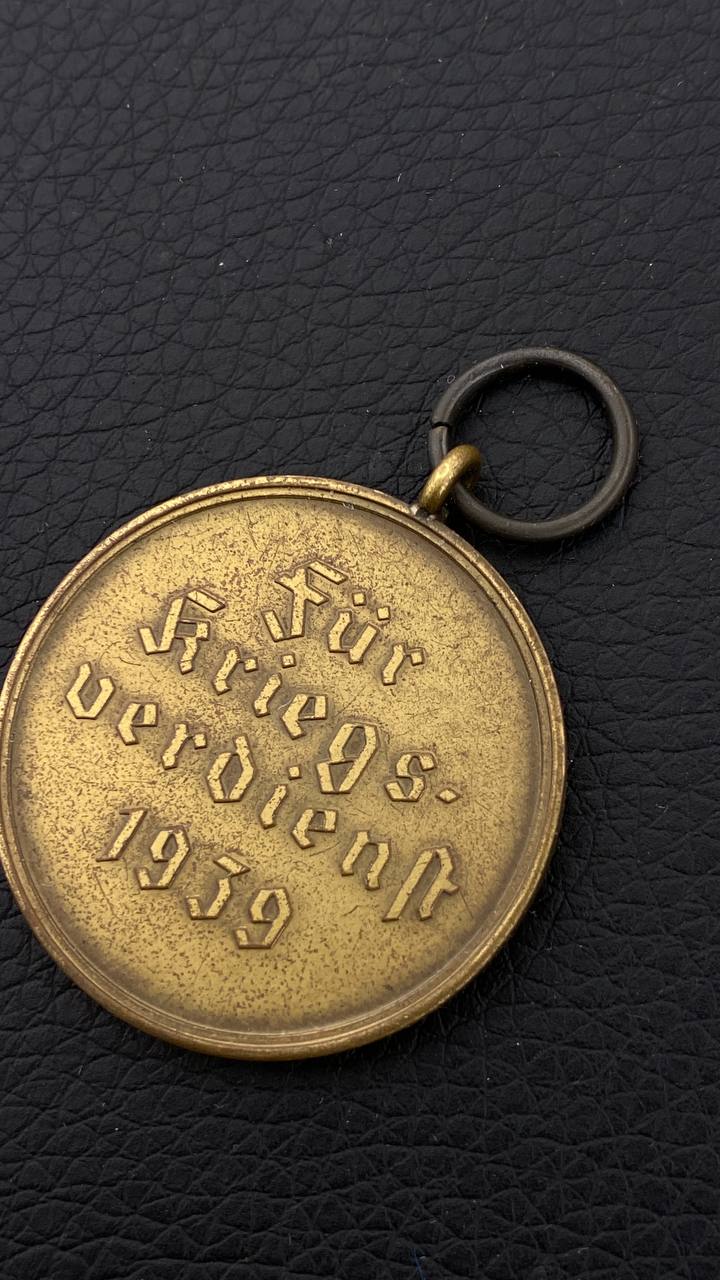 Für
Kriegs-
verdienst
1939